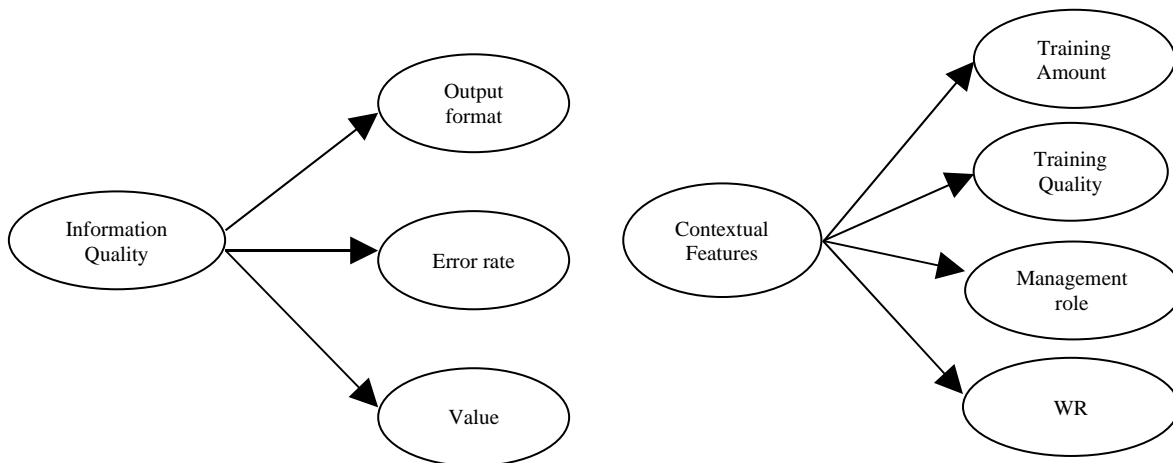 Information
Quality
Output
format
Error rate
Value
Contextual
Features
Training
Amount
Training
Quality
Management
role
WR